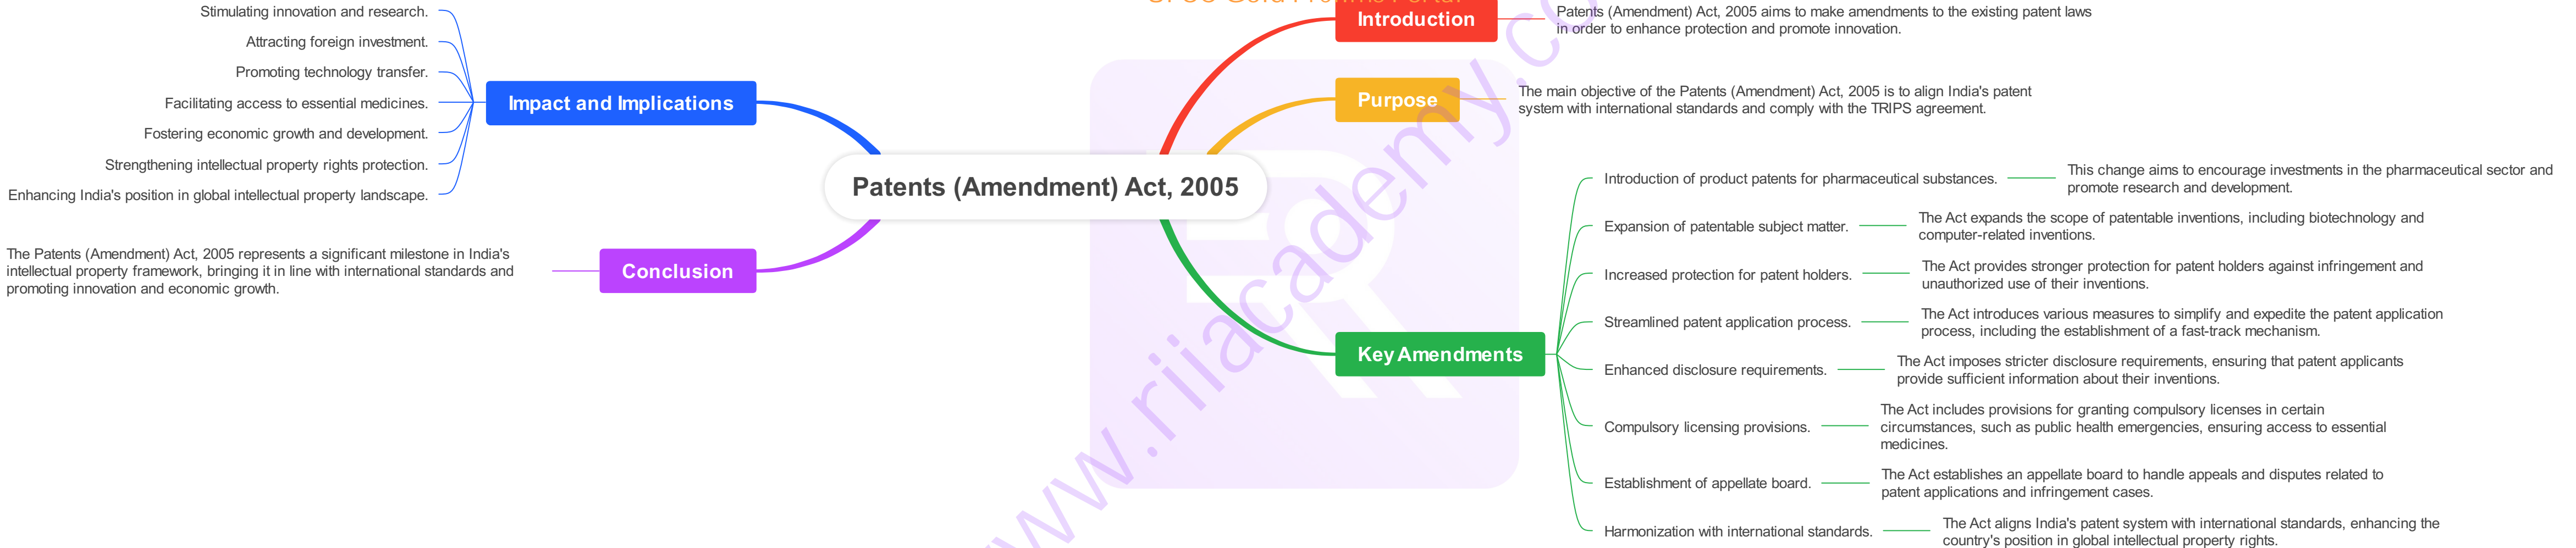 Patents (Amendment) Act, 2005
Introduction
Patents (Amendment) Act, 2005 aims to make amendments to the existing patent laws
in order to enhance protection and promote innovation.
Purpose
The main objective of the Patents (Amendment) Act, 2005 is to align India's patent
system with international standards and comply with the TRIPS agreement.
Key Amendments
Introduction of product patents for pharmaceutical substances.
This change aims to encourage investments in the pharmaceutical sector and
promote research and development.
Expansion of patentable subject matter.
The Act expands the scope of patentable inventions, including biotechnology and
computer-related inventions.
Increased protection for patent holders.
The Act provides stronger protection for patent holders against infringement and
unauthorized use of their inventions.
Streamlined patent application process.
The Act introduces various measures to simplify and expedite the patent application
process, including the establishment of a fast-track mechanism.
Enhanced disclosure requirements.
The Act imposes stricter disclosure requirements, ensuring that patent applicants
provide sufficient information about their inventions.
Compulsory licensing provisions.
The Act includes provisions for granting compulsory licenses in certain
circumstances, such as public health emergencies, ensuring access to essential
medicines.
Establishment of appellate board.
The Act establishes an appellate board to handle appeals and disputes related to
patent applications and infringement cases.
Harmonization with international standards.
The Act aligns India's patent system with international standards, enhancing the
country's position in global intellectual property rights.
Impact and Implications
Stimulating innovation and research.
Attracting foreign investment.
Promoting technology transfer.
Facilitating access to essential medicines.
Fostering economic growth and development.
Strengthening intellectual property rights protection.
Enhancing India's position in global intellectual property landscape.
Conclusion
The Patents (Amendment) Act, 2005 represents a significant milestone in India's
intellectual property framework, bringing it in line with international standards and
promoting innovation and economic growth.